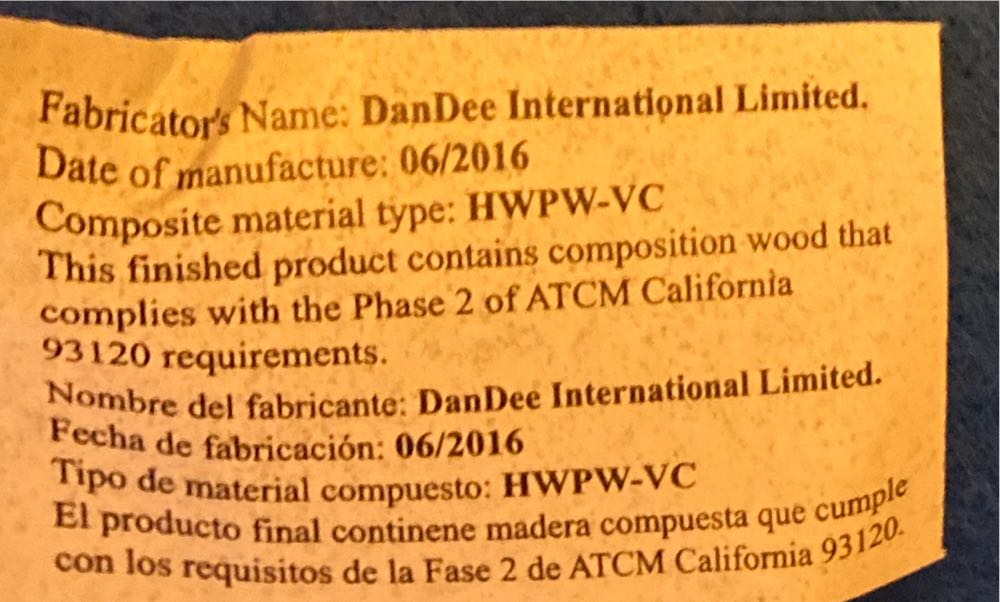 Fabricator's Name: DanDee International Limited.
Date of manufacture: 06/2016
Composite material type: HWPW-VC
This finished product contains composition wood that
complies with the Phase 2 of ATCM California
93120 requirements.
Nombre del fabricante: DanDee International Limited.
Fecha de fabricación: 06/2016
Tipo de material compuesto: HWPW-VC
El producto final continene madera compuesta que cumple
con los requisitos de la Fase 2 de ATCM California 93120.